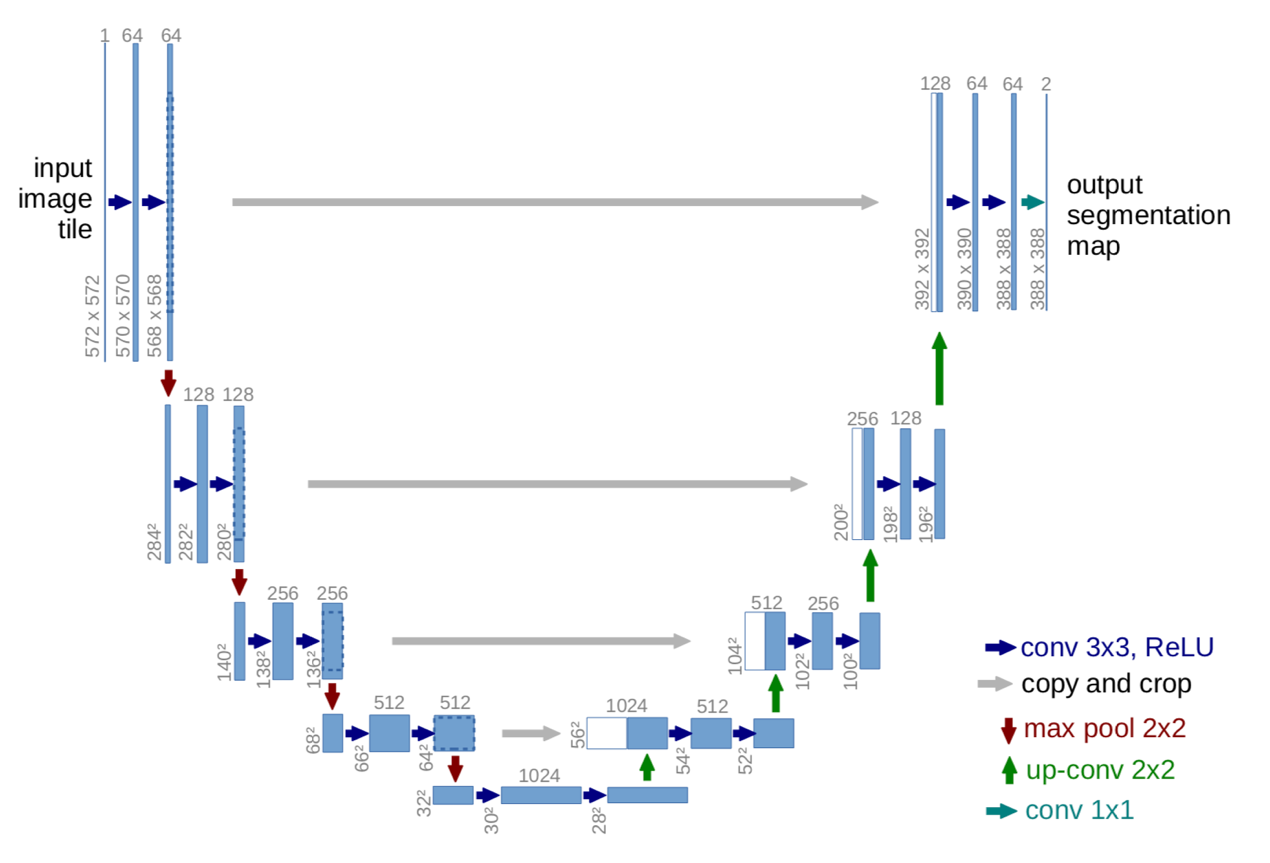 1 64 64
128 64 64 2
input
image
tile
output
segmentation
map
572 x 572
570 x 570
568 x 568
392 x 392
390 x 390
388 x 388
388 x 388
128 128
256 128
284²
282²
280²
200²
198²
196²
256 256
512 256
140²
138²
136²
104²
102²
100²
512 512
1024 512
68²
66²
64²
56²
54²
52²
1024
32²
30²
28²
conv 3x3, ReLU
copy and crop
max pool 2x2
up-conv 2x2
conv 1x1